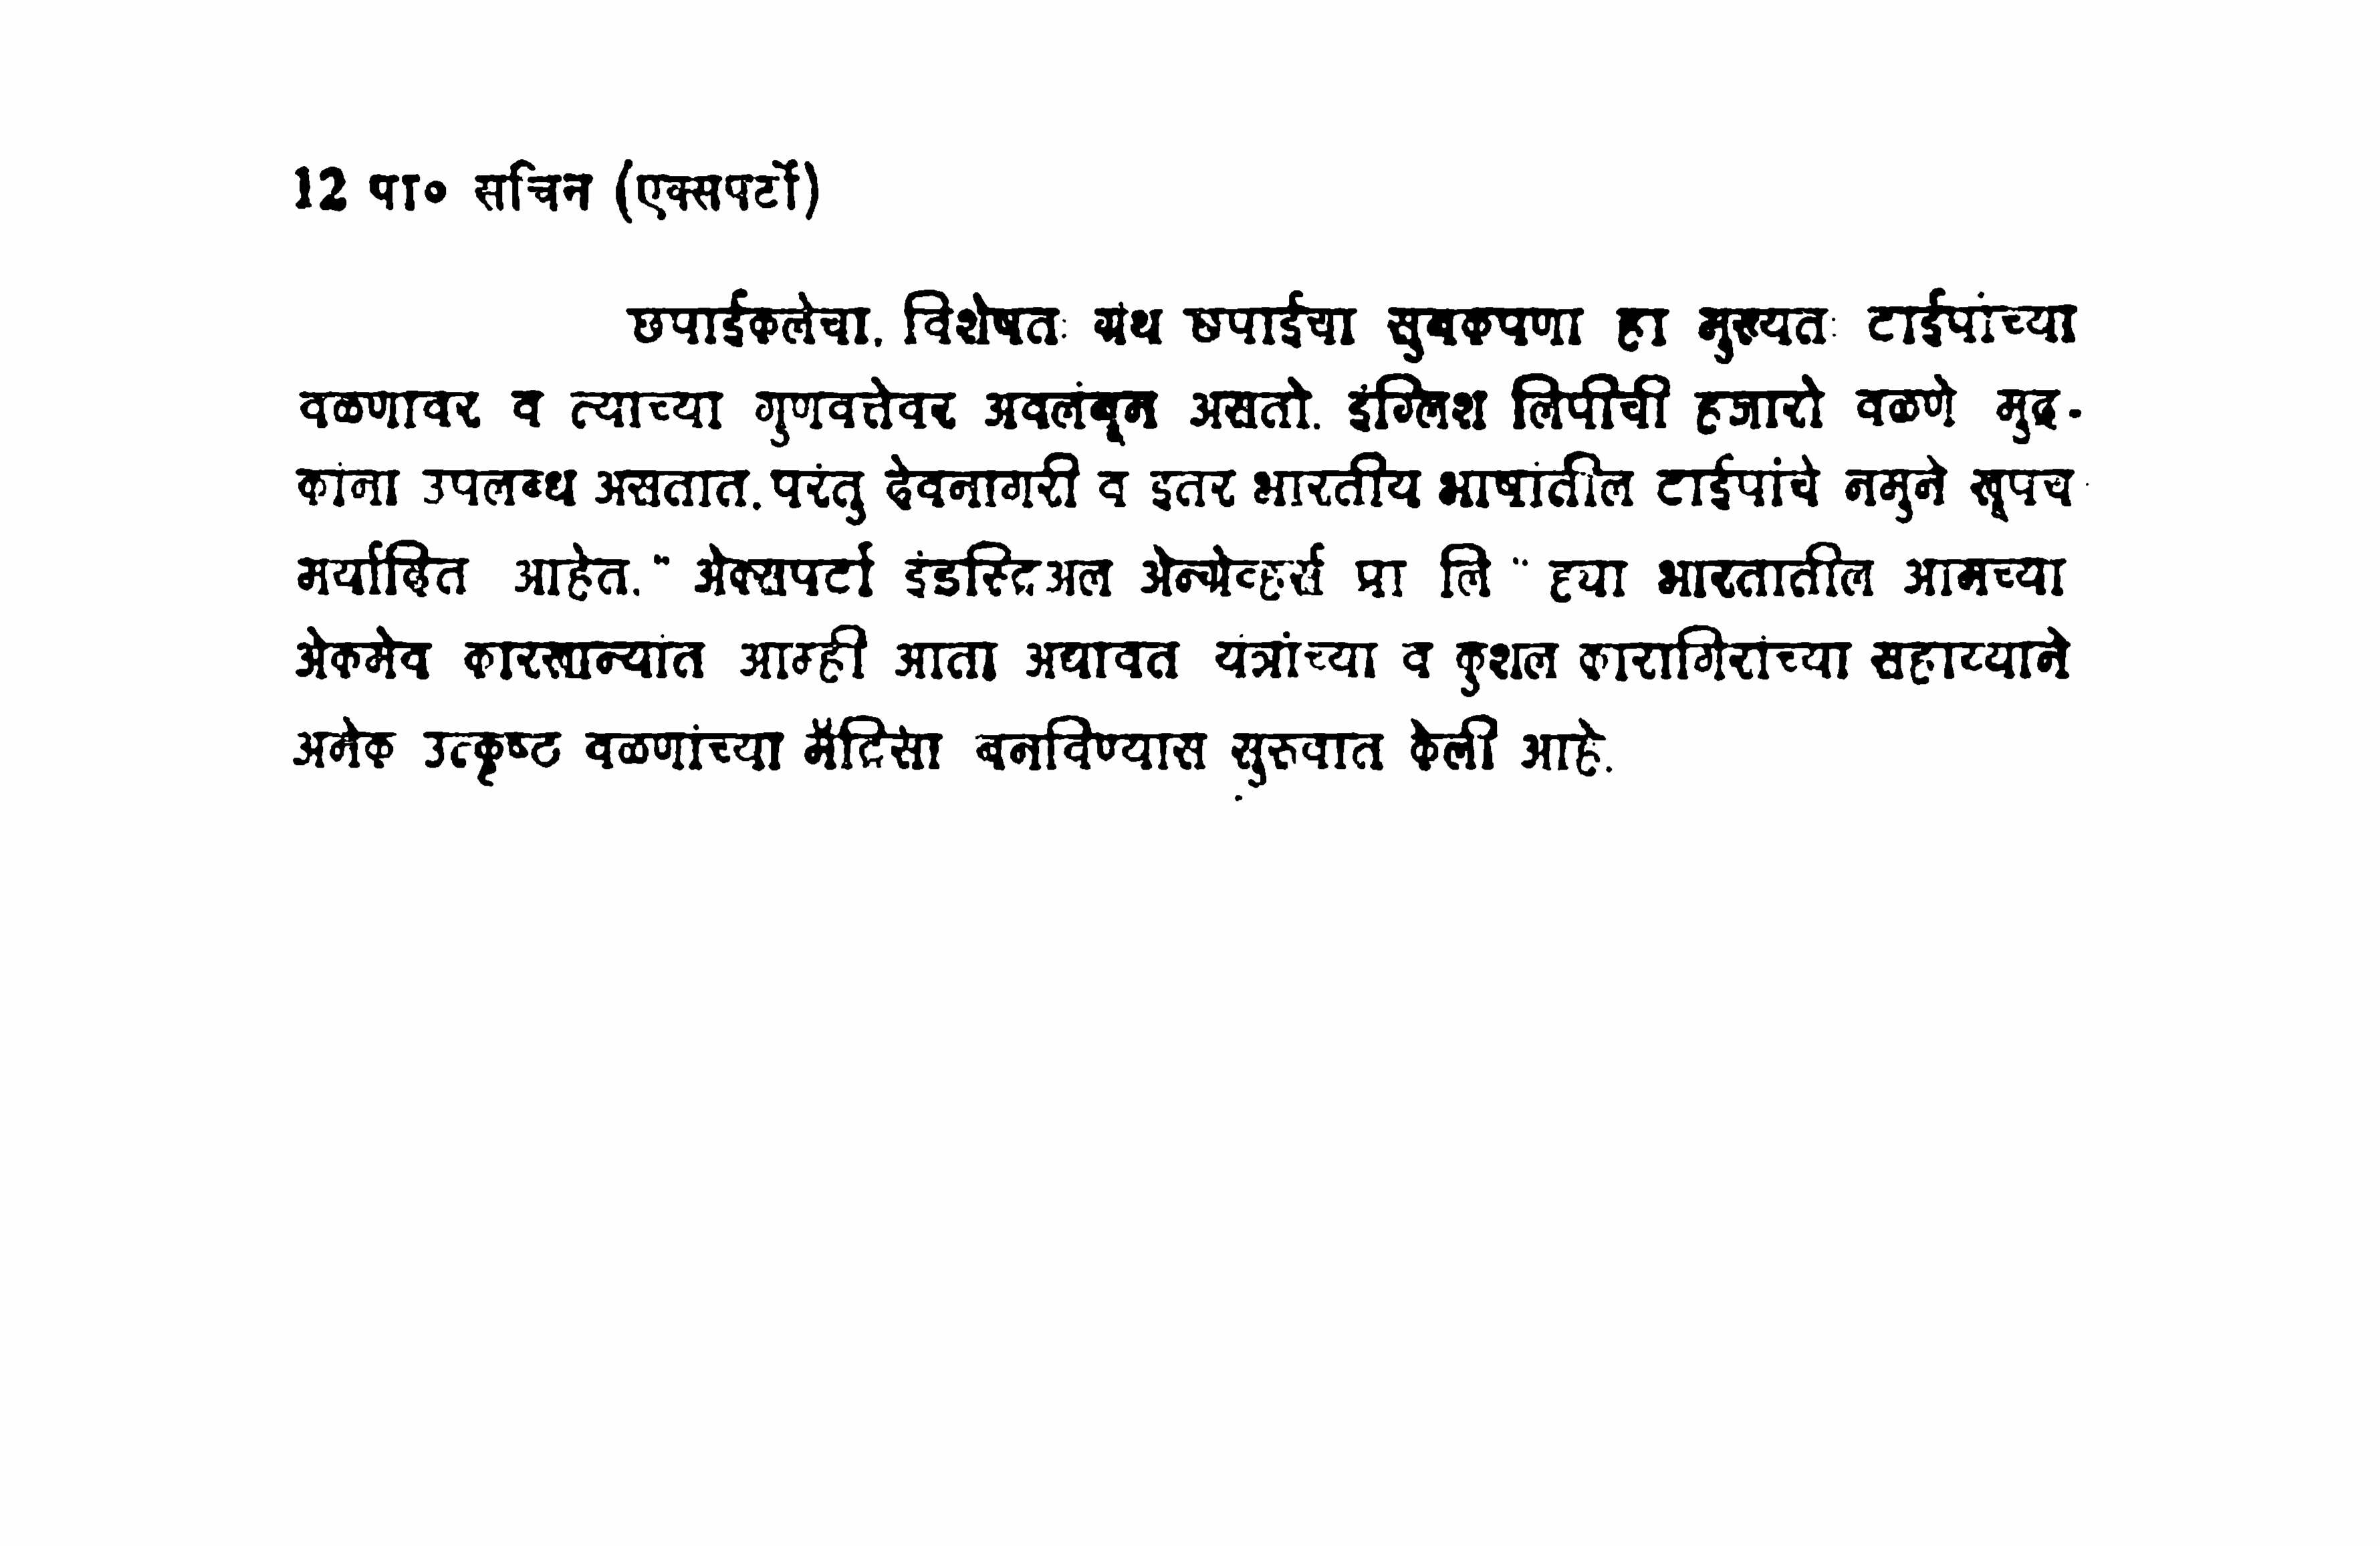 12 पा० सचिन (एक्सपर्टो)
छपाईकलेचा, विशेषतः ग्रंथ छपाईचा सुबकपणा हा मुख्यतः टाईपांच्या
वळणावर व त्याच्या गुणवत्तेवर अवलंबून असतो. इंग्लिश लिपीची हजारो वळणे मुद्र-
कांना उपलब्ध असतात. परंतु देवनागरी व इतर भारतीय भाषांतील टाईपांचे नमुने खूपच
मर्यादित आहेत. " अेक्सपर्टो इंडस्ट्रिअल अेन्ग्रेव्हर्स प्रा लि " ह्या भारतातील आमच्या
अेकमेव कारखान्यांत आम्ही आता अद्यावत यंत्रांच्या व कुशल कारागिरांच्या सहाय्याने
अनेक उत्कृष्ट वळणांच्या मॅट्रिसेा बनविण्यास सुरुवात केली आहे.